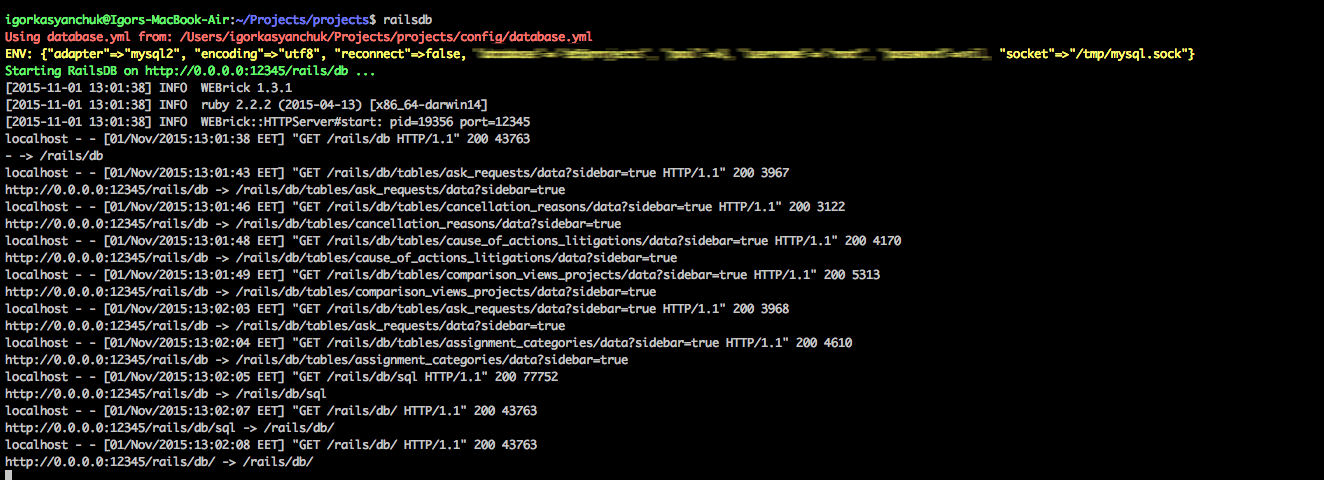 igorkasyanchuk@Igors-MacBook-Air:~/Projects/projects$ railsdb
Using database.yml from: /Users/igorkasyanchuk/Projects/projects/config/database.yml
ENV: {"adapter"=>"mysql2", "encoding"=>"utf8", "reconnect"=>false, "socket"=>"/tmp/mysql.sock"}
Starting RailsDB on http://0.0.0.0:12345/rails/db ...
[2015-11-01 13:01:38] INFO  WEBrick 1.3.1
[2015-11-01 13:01:38] INFO  ruby 2.2.2 (2015-04-13) [x86_64-darwin14]
[2015-11-01 13:01:38] INFO  WEBrick::HTTPServer#start: pid=19356 port=12345
localhost - - [01/Nov/2015:13:01:38 EET] "GET /rails/db HTTP/1.1" 200 43763
- -> /rails/db
localhost - - [01/Nov/2015:13:01:43 EET] "GET /rails/db/tables/ask_requests/data?sidebar=true HTTP/1.1" 200 3967
http://0.0.0.0:12345/rails/db -> /rails/db/tables/ask_requests/data?sidebar=true
localhost - - [01/Nov/2015:13:01:46 EET] "GET /rails/db/tables/cancellation_reasons/data?sidebar=true HTTP/1.1" 200 3122
http://0.0.0.0:12345/rails/db -> /rails/db/tables/cancellation_reasons/data?sidebar=true
localhost - - [01/Nov/2015:13:01:48 EET] "GET /rails/db/tables/cause_of_actions_litigations/data?sidebar=true HTTP/1.1" 200 4170
http://0.0.0.0:12345/rails/db -> /rails/db/tables/cause_of_actions_litigations/data?sidebar=true
localhost - - [01/Nov/2015:13:01:49 EET] "GET /rails/db/tables/comparison_views_projects/data?sidebar=true HTTP/1.1" 200 5313
http://0.0.0.0:12345/rails/db -> /rails/db/tables/comparison_views_projects/data?sidebar=true
localhost - - [01/Nov/2015:13:02:03 EET] "GET /rails/db/tables/ask_requests/data?sidebar=true HTTP/1.1" 200 3968
http://0.0.0.0:12345/rails/db -> /rails/db/tables/ask_requests/data?sidebar=true
localhost - - [01/Nov/2015:13:02:04 EET] "GET /rails/db/tables/assignment_categories/data?sidebar=true HTTP/1.1" 200 4610
http://0.0.0.0:12345/rails/db -> /rails/db/tables/assignment_categories/data?sidebar=true
localhost - - [01/Nov/2015:13:02:05 EET] "GET /rails/db/sql HTTP/1.1" 200 77752
http://0.0.0.0:12345/rails/db -> /rails/db/sql
localhost - - [01/Nov/2015:13:02:07 EET] "GET /rails/db/ HTTP/1.1" 200 43763
http://0.0.0.0:12345/rails/db/sql -> /rails/db/
localhost - - [01/Nov/2015:13:02:08 EET] "GET /rails/db/ HTTP/1.1" 200 43763
http://0.0.0.0:12345/rails/db/ -> /rails/db/